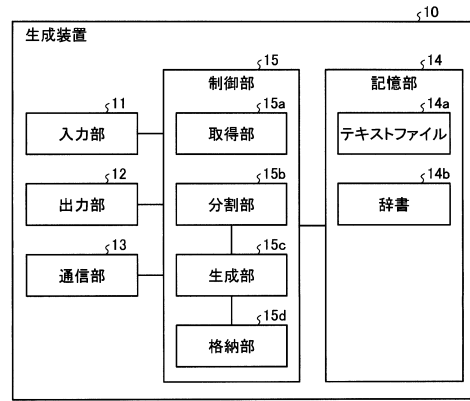 10
生成装置
15
制御部
14
記憶部
11
入力部
15a
取得部
14a
テキストファイル
12
出力部
15b
分割部
14b
辞書
13
通信部
15c
生成部
15d
格納部